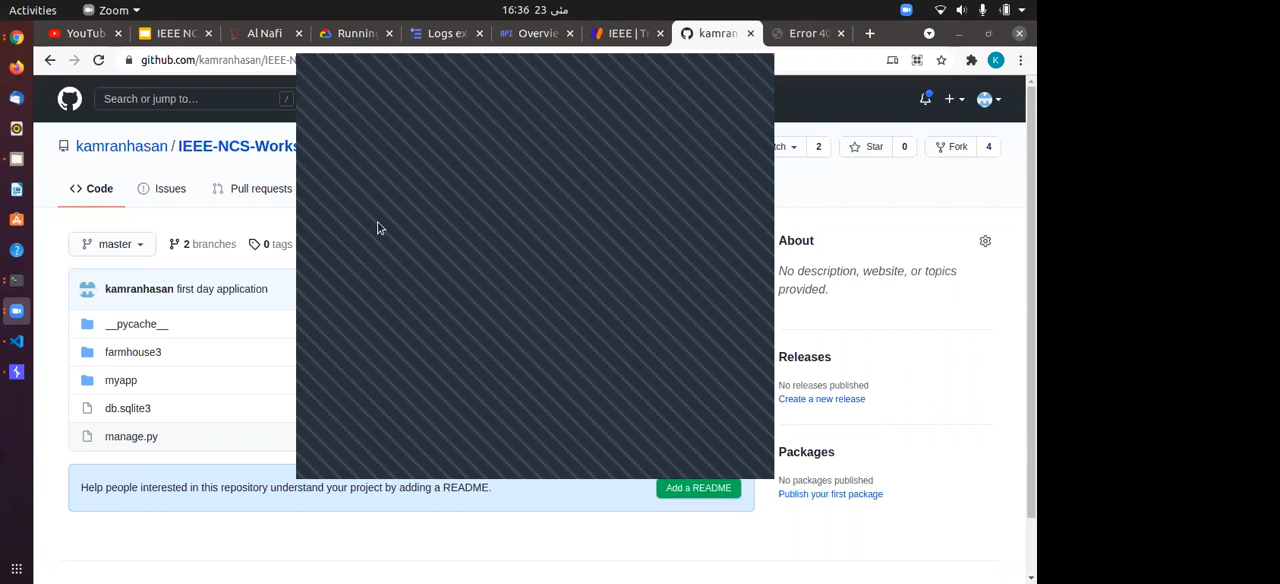 Activities Zoom 16:36 23 مئی
YouTub IEEE NC Al Nafi Runnin Logs ex API Overvie IEEE | Tr kamran Error 40
github.com/kamranhasan/IEEE-N K
Search or jump to… /
kamranhasan / IEEE-NCS-Works tch 2 Star 0 Fork 4
Code Issues Pull requests
master 2 branches 0 tags
About
No description, website, or topics
provided.
kamranhasan first day application
__pycache__
farmhouse3
myapp
db.sqlite3
manage.py
Releases
No releases published
Create a new release
Packages
No packages published
Publish your first package
Help people interested in this repository understand your project by adding a README. Add a README